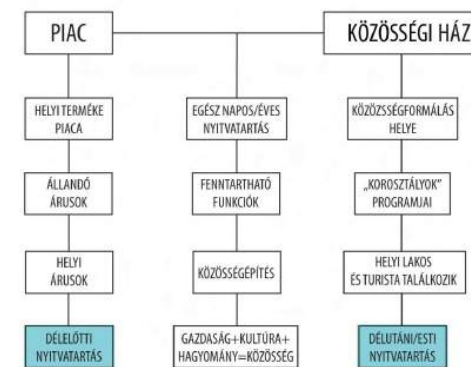 PIAC
KÖZÖSSÉGI HÁZ
HELYI TERMÉKE
PIACA
EGÉSZ NAPOS/ÉVES
NYITVATARTÁS
KÖZÖZSSÉGFORMÁLÁS
HELYE
ÁLLANDÓ
ÁRUSOK
FENNTARTHATÓ
FUNKCIÓK
„KOROSZTÁLYOK"
PROGRAMJAI
HELYI
ÁRUSOK
KÖZÖSSÉGÉPÍTÉS
HELYI LAKOS
ÉS TURISTA TALÁLKOZIK
DÉLELŐTTI
NYITVATARTÁS
GAZDASÁG+KULTÚRA+
HAGYOMÁNY=KÖZÖSSÉG
DÉLUTÁNI/ESTI
NYITVATARTÁS